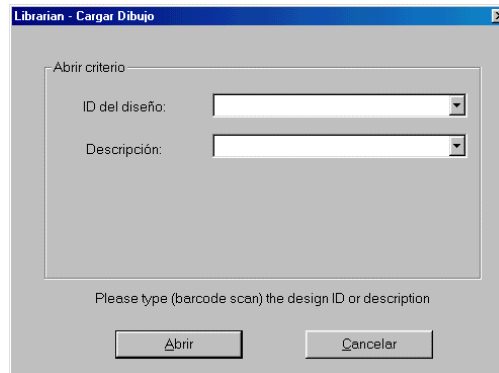 Librarian - Cargar Dibujo
Abrir criterio
ID del diseño:
Descripción:
Please type (barcode scan) the design ID or description
Abrir
Cancelar